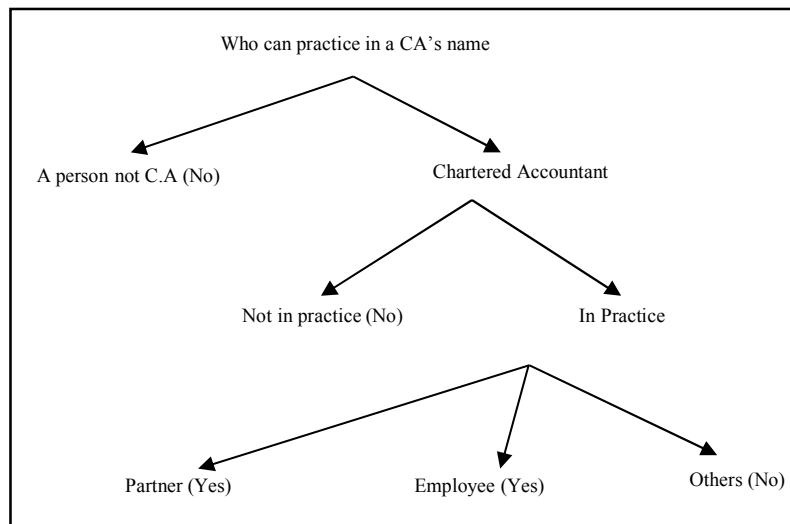 Who can practice in a CA’s name
A person not C.A (No)
Chartered Accountant
Not in practice (No)
In Practice
Partner (Yes)
Employee (Yes)
Others (No)